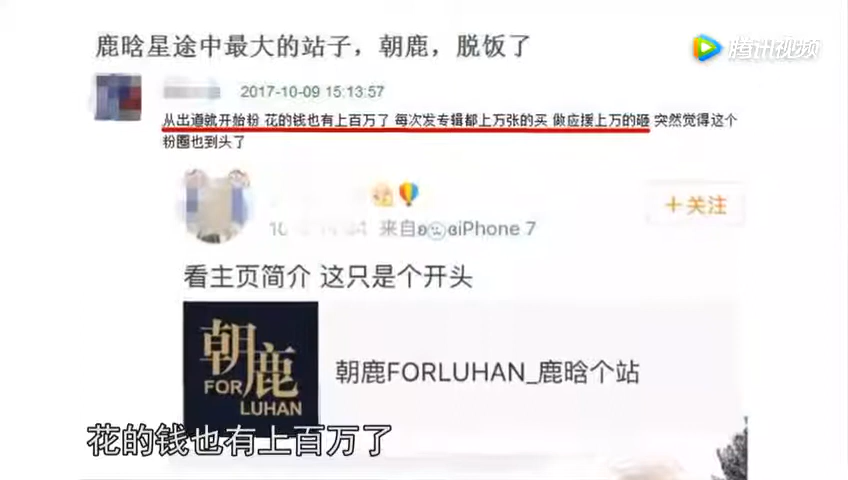 鹿晗星途中最大的站子，朝鹿，脱饭了
腾讯视频
2017-10-09 15:13:57
从出道就开始粉 花的钱也有上百万了 每次发专辑都上万张的买 做应援上万的砸 突然觉得这个
粉圈也到头了
来自 iPhone 7
+关注
看主页简介 这只是个开头
朝鹿
FOR
LUHAN
朝鹿FORLUHAN_鹿晗个站
花的钱也有上百万了